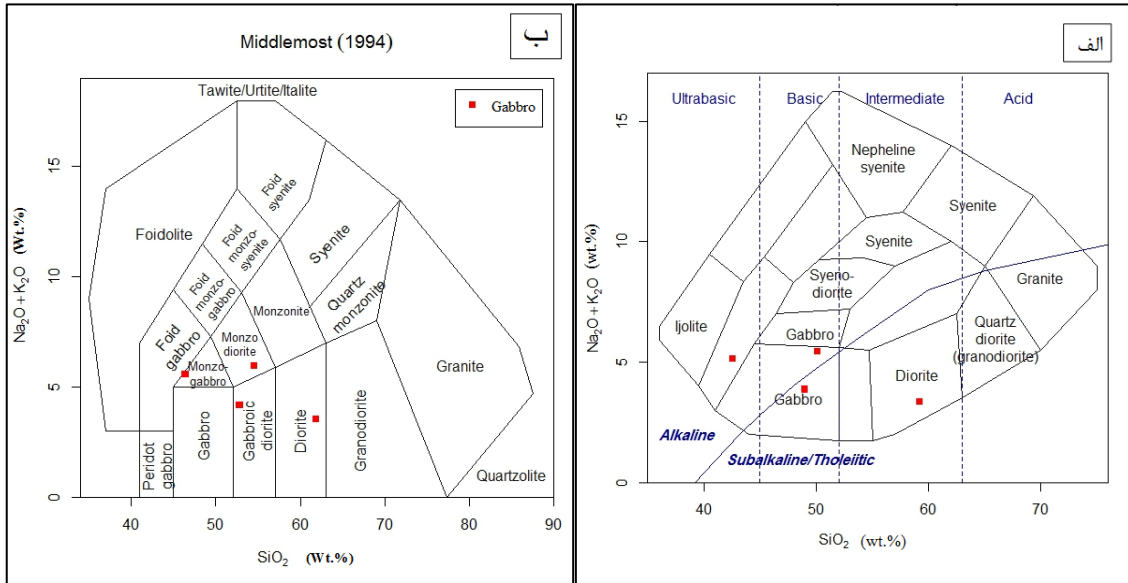 ب
Middlemost (1994)
Tawite/Urtite/Italite
Gabbro
Foidolite
Foid
syenite
Foid
monzo-
syenite
Foid
monzo-
gabbro
Foid
gabbro
Syenite
Monzonite
Quartz
monzonite
Monzo
diorite
Monzo-
gabbro
Granite
Peridot
gabbro
Gabbro
Gabbroic
diorite
Diorite
Granodiorite
Quartzolite
Na2O + K2O (Wt.%)
0
5
10
15
40
50
60
70
80
90
SiO2 (Wt.%)
الف
Ultrabasic
Basic
Intermediate
Acid
Nepheline
syenite
Syenite
Syenite
Syeno-
diorite
Granite
Ijolite
Gabbro
Quartz
diorite
(granodiorite)
Diorite
Gabbro
Alkaline
Subalkaline/Tholeiitic
Na2O + K2O (wt.%)
0
5
10
15
40
50
60
70
SiO2 (wt.%)